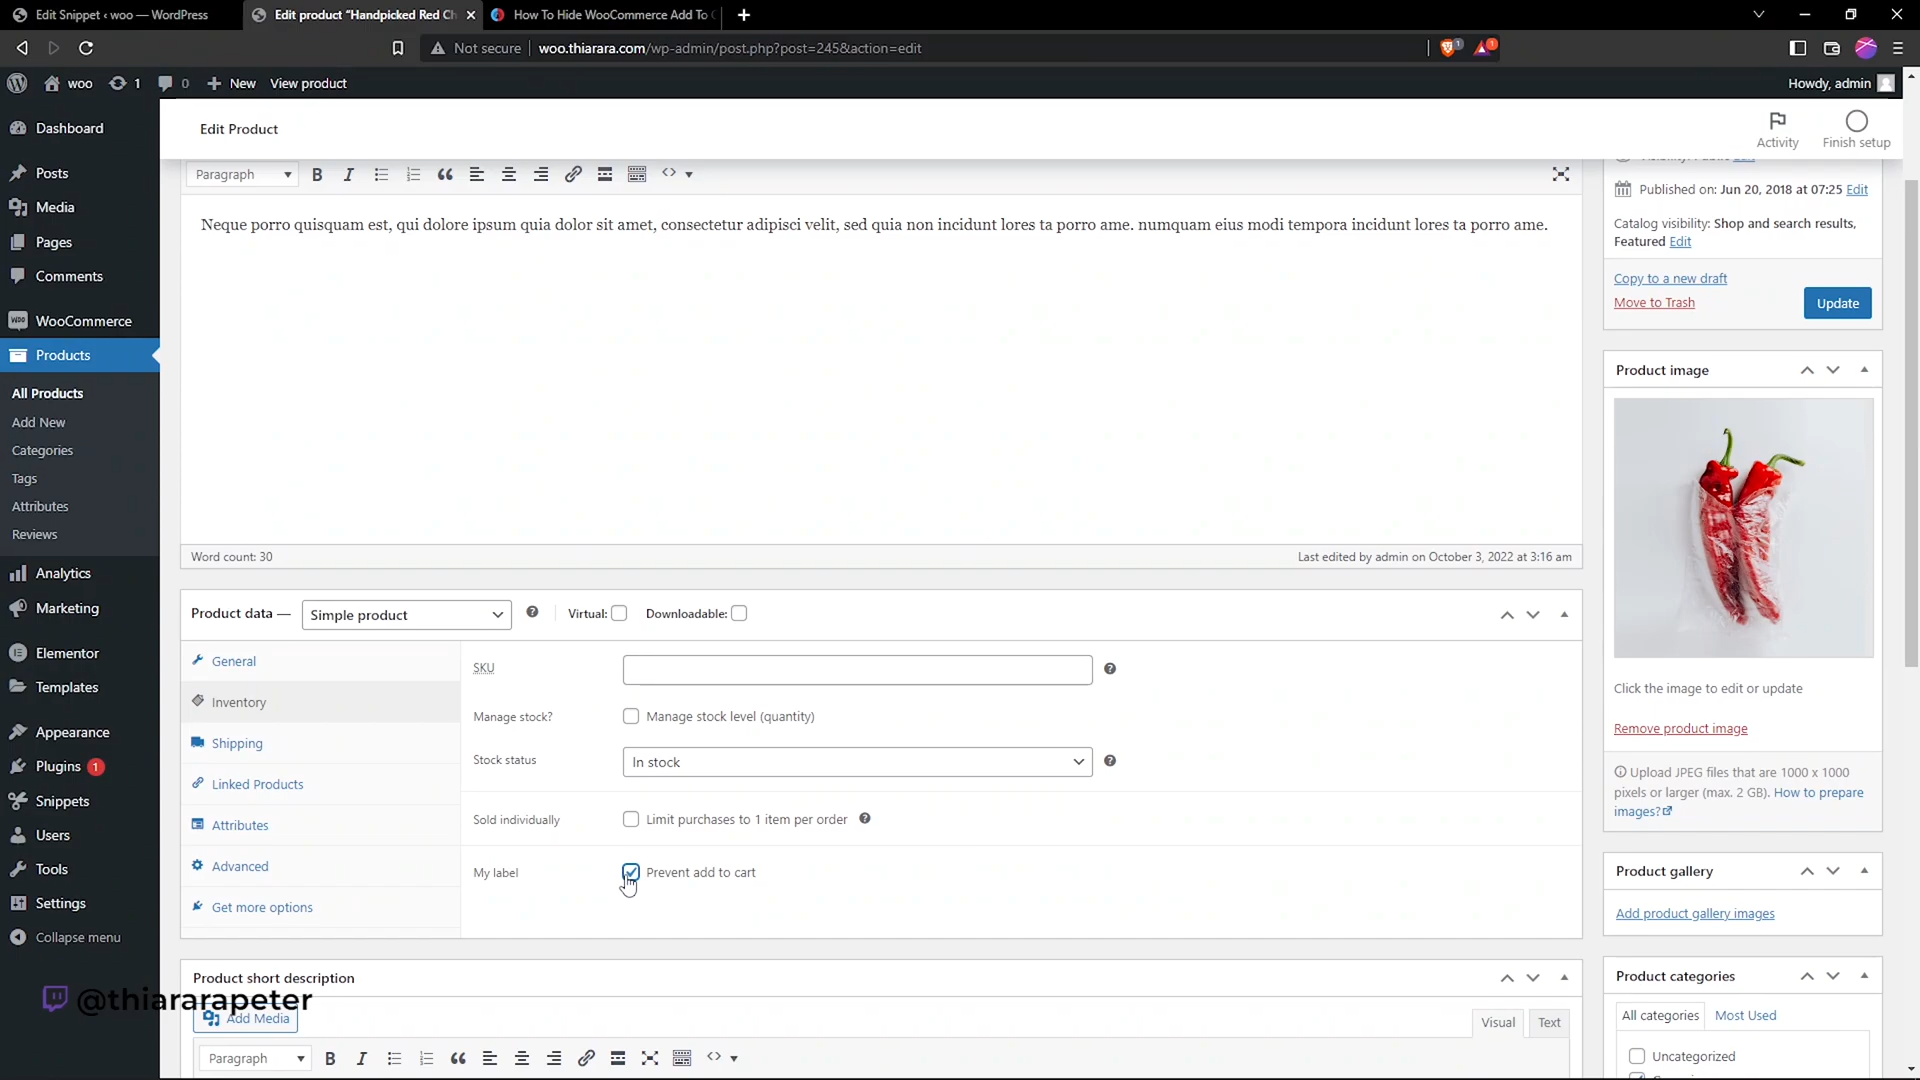 Edit Snippet ‹ woo — WordPress
Edit product “Handpicked Red Ch
How To Hide WooCommerce Add To C
Not secure
woo.thiarara.com/wp-admin/post.php?post=245&action=edit
1
1
woo
1
0
New
View product
Howdy, admin
Dashboard
Posts
Media
Pages
Comments
WooCommerce
Products
All Products
Add New
Categories
Tags
Attributes
Reviews
Analytics
Marketing
Elementor
Templates
Appearance
Plugins 1
Snippets
Users
Tools
Settings
Collapse menu
Edit Product
Activity
Finish setup
Paragraph
Neque porro quisquam est, qui dolore ipsum quia dolor sit amet, consectetur adipisci velit, sed quia non incidunt lores ta porro ame. numquam eius modi tempora incidunt lores ta porro ame.
Word count: 30
Last edited by admin on October 3, 2022 at 3:16 am
Product data —
Simple product
Virtual:
Downloadable:
General
Inventory
Shipping
Linked Products
Attributes
Advanced
Get more options
SKU
Manage stock?
Manage stock level (quantity)
Stock status
In stock
Sold individually
Limit purchases to 1 item per order
My label
Prevent add to cart
Product short description
@thiararapeter
Add Media
Visual
Text
Paragraph
Visibility: Public Edit
Published on: Jun 20, 2018 at 07:25 Edit
Catalog visibility: Shop and search results,
Featured Edit
Copy to a new draft
Move to Trash
Update
Product image
Click the image to edit or update
Remove product image
Upload JPEG files that are 1000 x 1000
pixels or larger (max. 2 GB). How to prepare
images?
Product gallery
Add product gallery images
Product categories
All categories
Most Used
Uncategorized